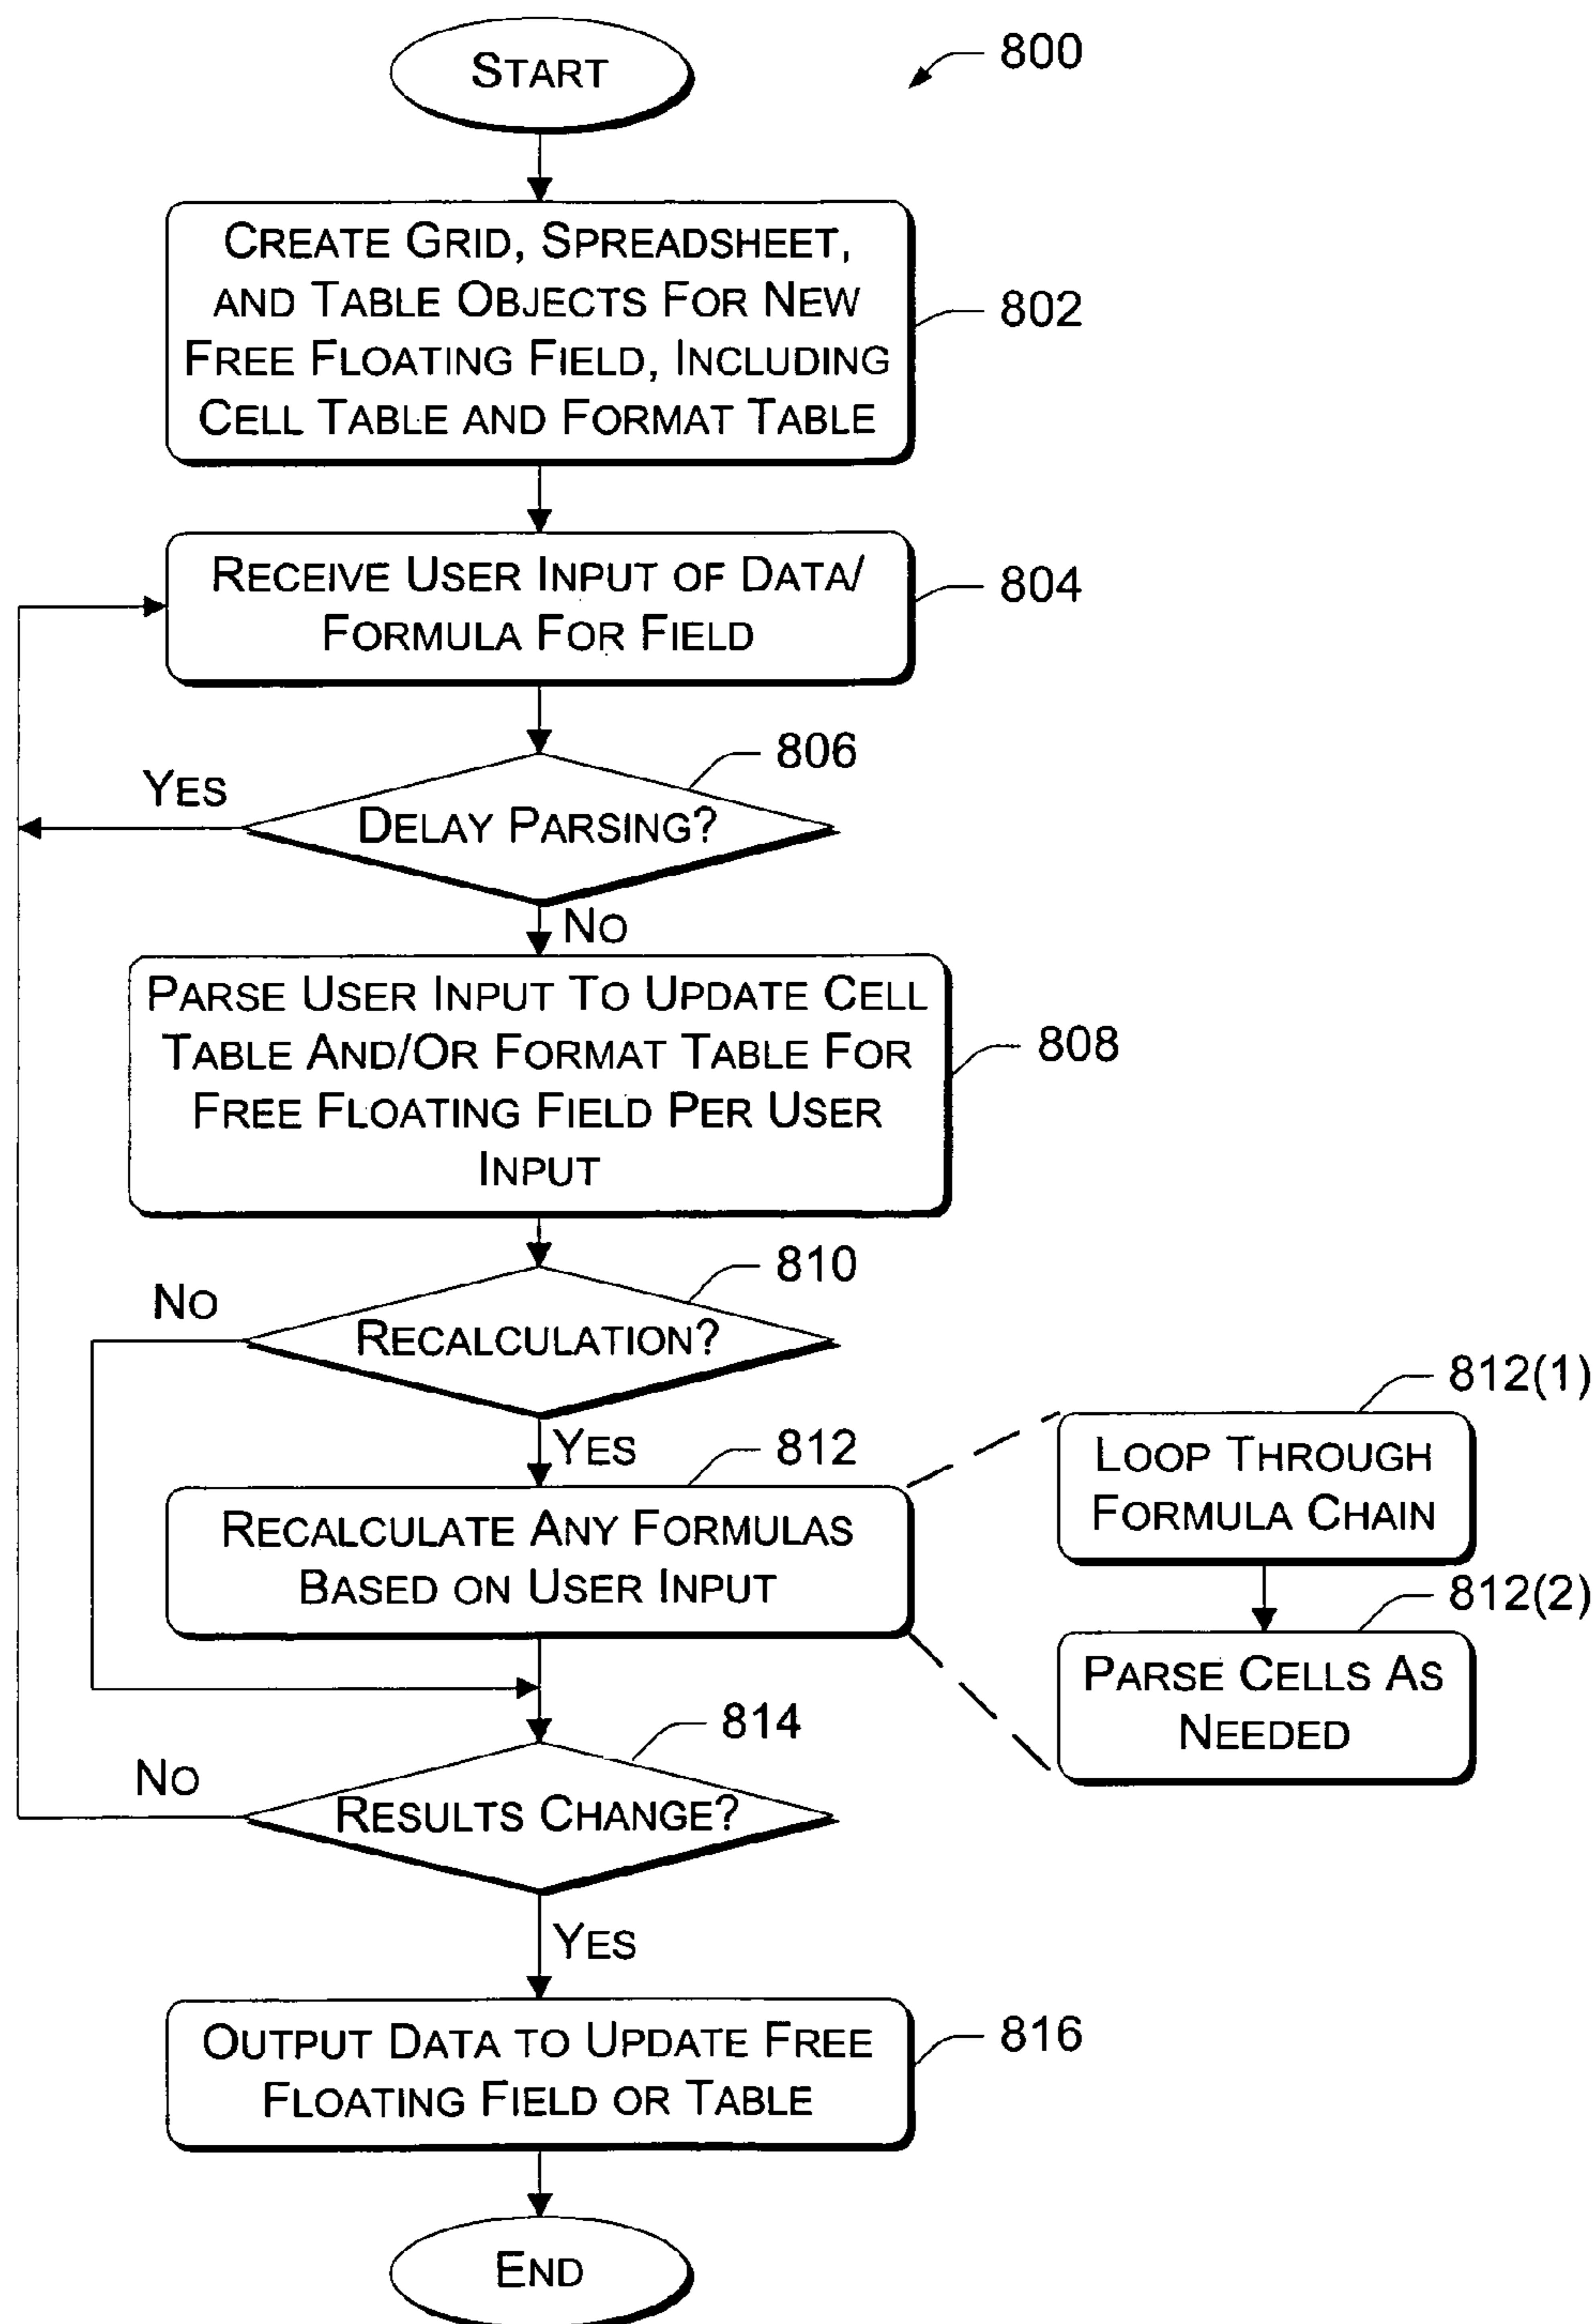 START
800
CREATE GRID, SPREADSHEET,
AND TABLE OBJECTS FOR NEW
FREE FLOATING FIELD, INCLUDING
CELL TABLE AND FORMAT TABLE
802
RECEIVE USER INPUT OF DATA/
FORMULA FOR FIELD
804
806
YES
DELAY PARSING?
NO
PARSE USER INPUT TO UPDATE CELL
TABLE AND/OR FORMAT TABLE FOR
FREE FLOATING FIELD PER USER
INPUT
808
810
NO
RECALCULATION?
YES
812
RECALCULATE ANY FORMULAS
BASED ON USER INPUT
812(1)
LOOP THROUGH
FORMULA CHAIN
812(2)
PARSE CELLS AS
NEEDED
814
NO
RESULTS CHANGE?
YES
OUTPUT DATA TO UPDATE FREE
FLOATING FIELD OR TABLE
816
END